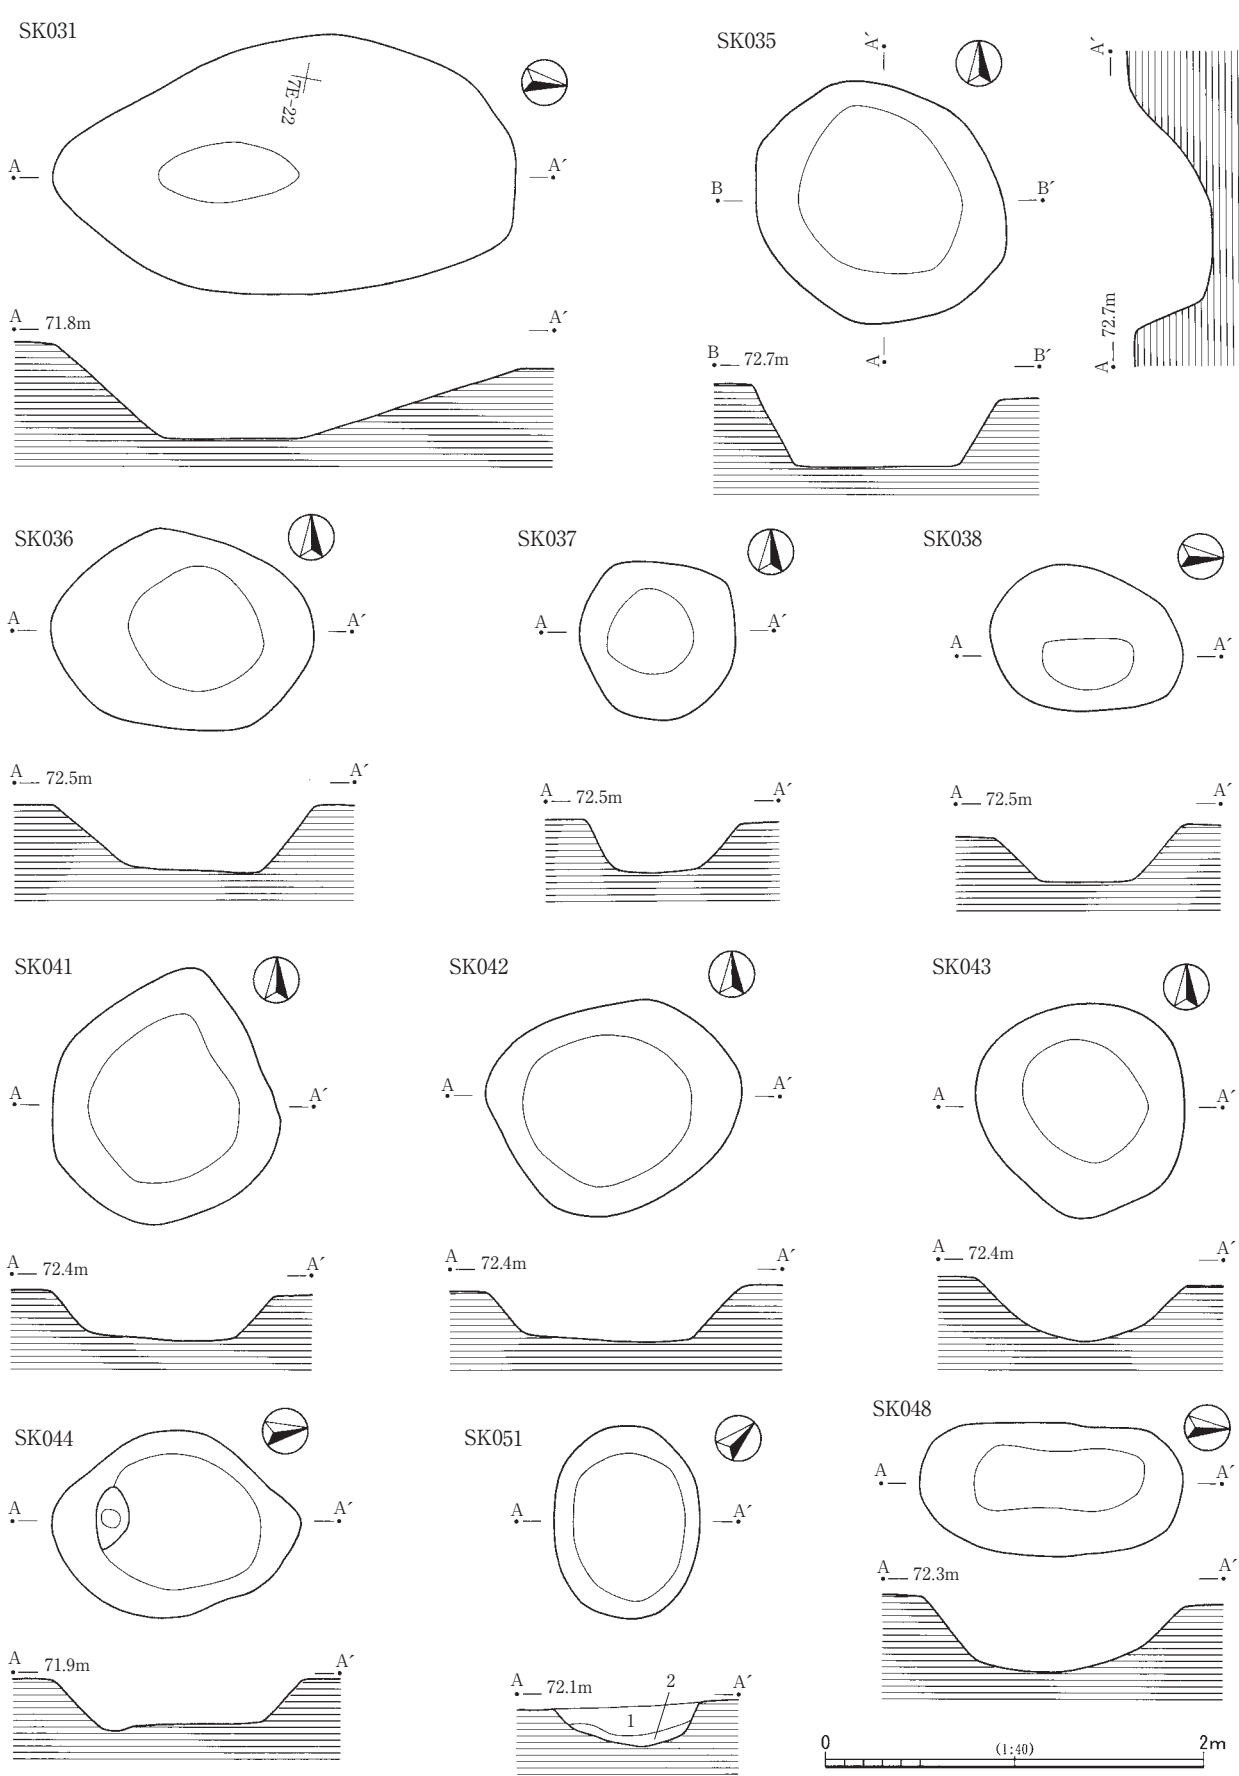 SK031
7E-22
A A´
A 71.8m A´
SK035
A´
B B´
A
B 72.7m B´
A´
A 72.7m
SK036
A A´
A 72.5m A´
SK037
A A´
A 72.5m A´
SK038
A A´
A 72.5m A´
SK041
A A´
A 72.4m A´
SK042
A A´
A 72.4m A´
SK043
A A´
A 72.4m A´
SK044
A A´
A 71.9m A´
SK051
A A´
A 72.1m 2 A´
1
SK048
A A´
A 72.3m A´
0 (1:40) 2m